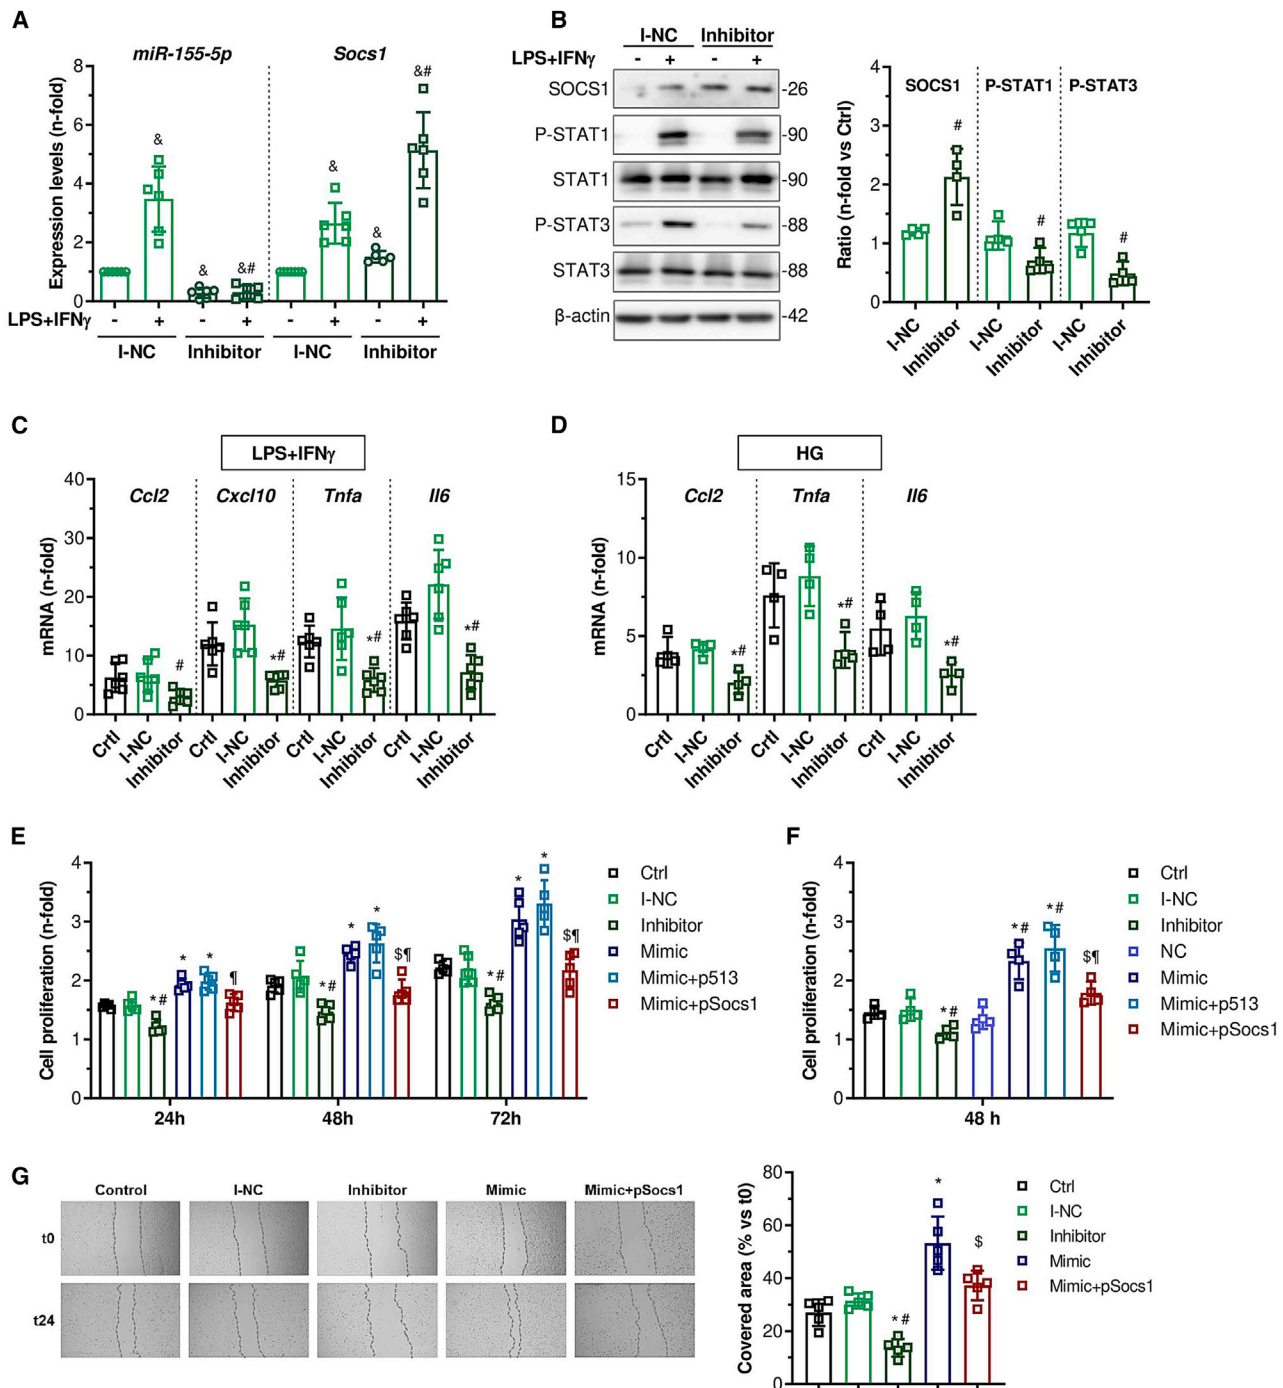 A
miR-155-5p Socs1
Expression levels (n-fold)
8
6
4
2
0
& & & &# & & &#
LPS+IFNγ - + - + - + - +
I-NC Inhibitor I-NC Inhibitor
B
I-NC Inhibitor
LPS+IFNγ - + - +
SOCS1 -26
P-STAT1 -90
STAT1 -90
P-STAT3 -88
STAT3 -88
β-actin -42
Ratio (n-fold vs Ctrl)
4
3
2
1
0
SOCS1 P-STAT1 P-STAT3
# # #
I-NC Inhibitor I-NC Inhibitor I-NC Inhibitor
C
LPS+IFNγ
mRNA (n-fold)
40
30
20
10
0
Ccl2 Cxcl10 Tnfa Il6
# *# *# *#
Crtl I-NC Inhibitor Crtl I-NC Inhibitor Crtl I-NC Inhibitor Crtl I-NC Inhibitor
D
HG
mRNA (n-fold)
15
10
5
0
Ccl2 Tnfa Il6
*# *# *#
Crtl I-NC Inhibitor Crtl I-NC Inhibitor Crtl I-NC Inhibitor
E
Cell proliferation (n-fold)
4
3
2
1
0
*# * * ¶ *# * * $¶ *# * * $¶
24h 48h 72h
Ctrl
I-NC
Inhibitor
Mimic
Mimic+p513
Mimic+pSocs1
F
Cell proliferation (n-fold)
4
3
2
1
0
*# *# *# $¶
48 h
Ctrl
I-NC
Inhibitor
NC
Mimic
Mimic+p513
Mimic+pSocs1
G
Control I-NC Inhibitor Mimic Mimic+pSocs1
t0
t24
Covered area (% vs t0)
80
60
40
20
0
*# * $
Ctrl
I-NC
Inhibitor
Mimic
Mimic+pSocs1